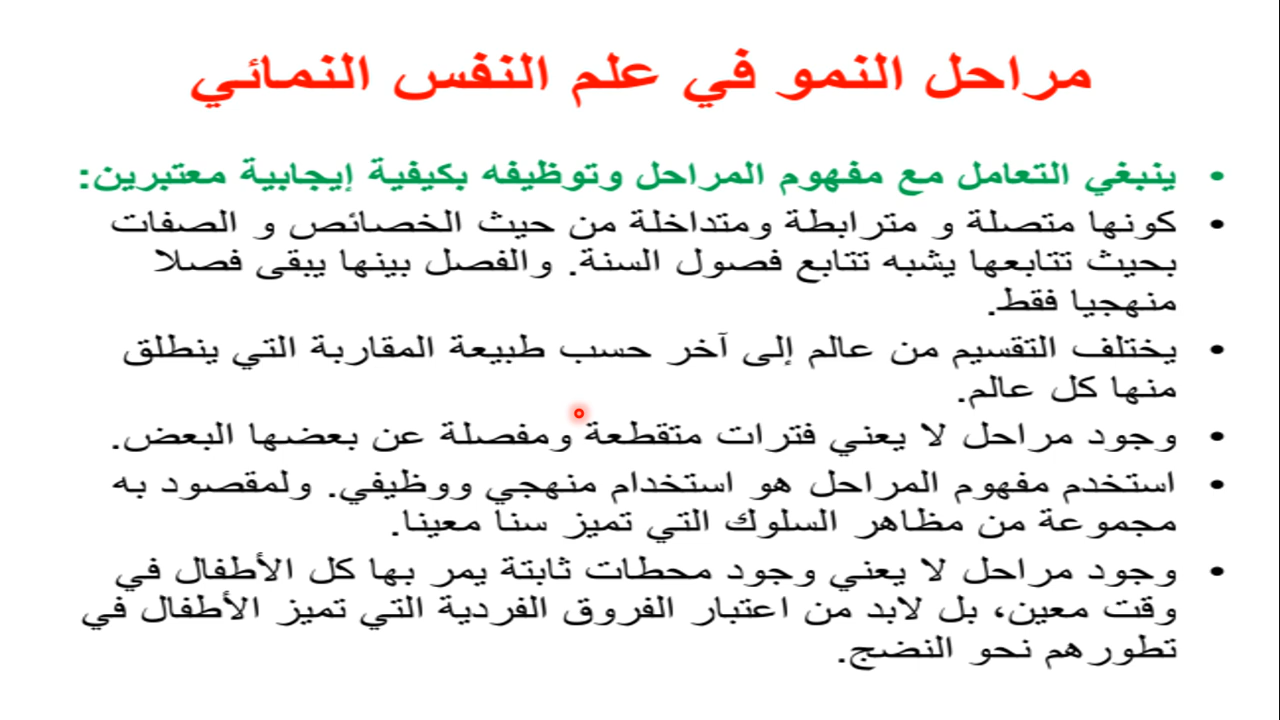 مراحل النمو في علم النفس النمائي
• ينبغي التعامل مع مفهوم المراحل وتوظيفه بكيفية إيجابية معتبرين:
• كونها متصلة و مترابطة ومتداخلة من حيث الخصائص و الصفات
بحيث تتابعها يشبه تتابع فصول السنة. والفصل بينها يبقى فصلا
منهجيا فقط.
• يختلف التقسيم من عالم إلى آخر حسب طبيعة المقاربة التي ينطلق
منها كل عالم.
• وجود مراحل لا يعني فترات متقطعة ومفصلة عن بعضها البعض.
• استخدم مفهوم المراحل هو استخدام منهجي ووظيفي. ولمقصود به
مجموعة من مظاهر السلوك التي تميز سنا معينا.
• وجود مراحل لا يعني وجود محطات ثابتة يمر بها كل الأطفال في
وقت معين، بل لابد من اعتبار الفروق الفردية التي تميز الأطفال في
تطورهم نحو النضج.